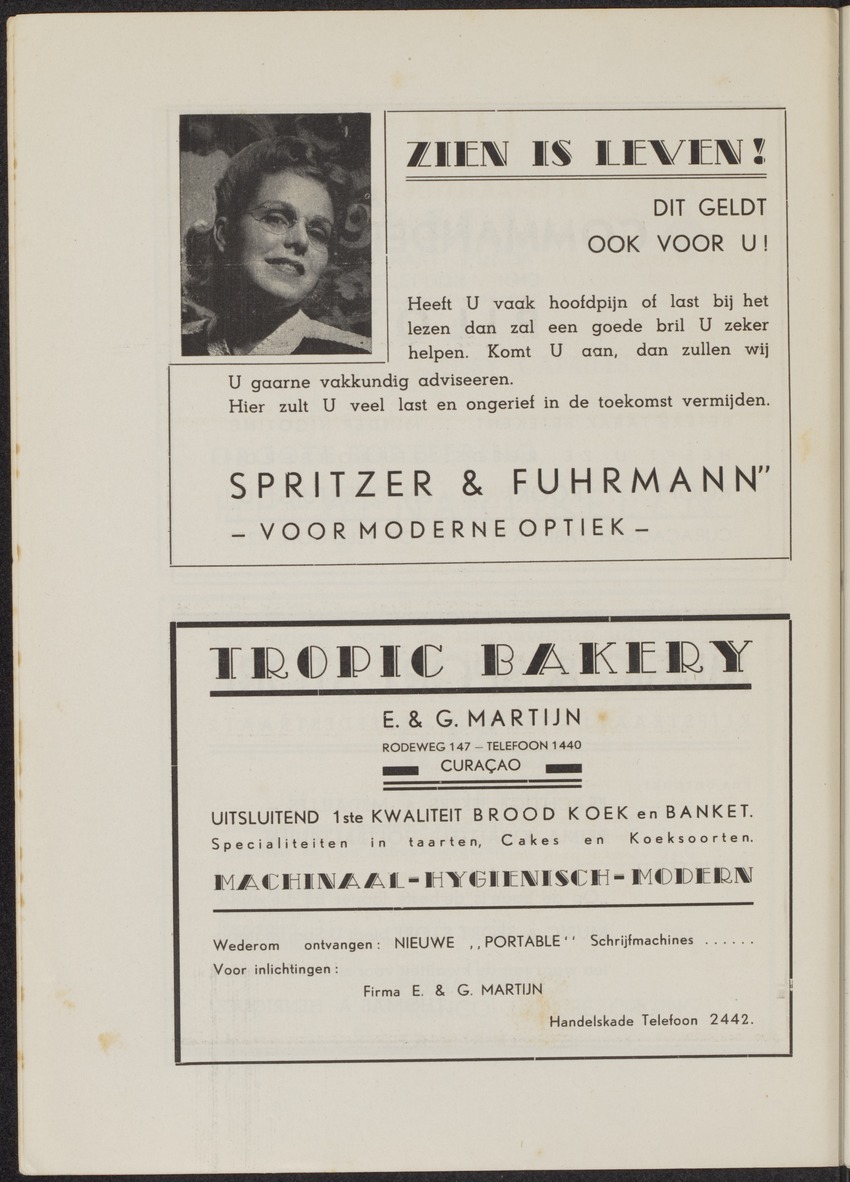 ZIEN IS LEVEN!
DIT GELDT
OOK VOOR U!
Heeft U vaak hoofdpijn of last bij het
lezen dan zal een goede bril U zeker
helpen. Komt U aan, dan zullen wij
U gaarne vakkundig adviseeren.
Hier zult U veel last en ongerief in de toekomst vermijden.
SPRITZER & FUHRMANN”
– VOOR MODERNE OPTIEK –
TROPIC BAKERY
E. & G. MARTIJN
RODEWEG 147 – TELEFOON 1440
CURAÇAO
UITSLUITEND 1ste KWALITEIT BROOD KOEK en BANKET.
Specialiteiten in taarten, Cakes en Koeksoorten.
MACHINAAL-HYGIENISCH-MODERN
Wederom ontvangen: NIEUWE ,,PORTABLE‘‘ Schrijfmachines ......
Voor inlichtingen:
Firma E. & G. MARTIJN
Handelskade Telefoon 2442.